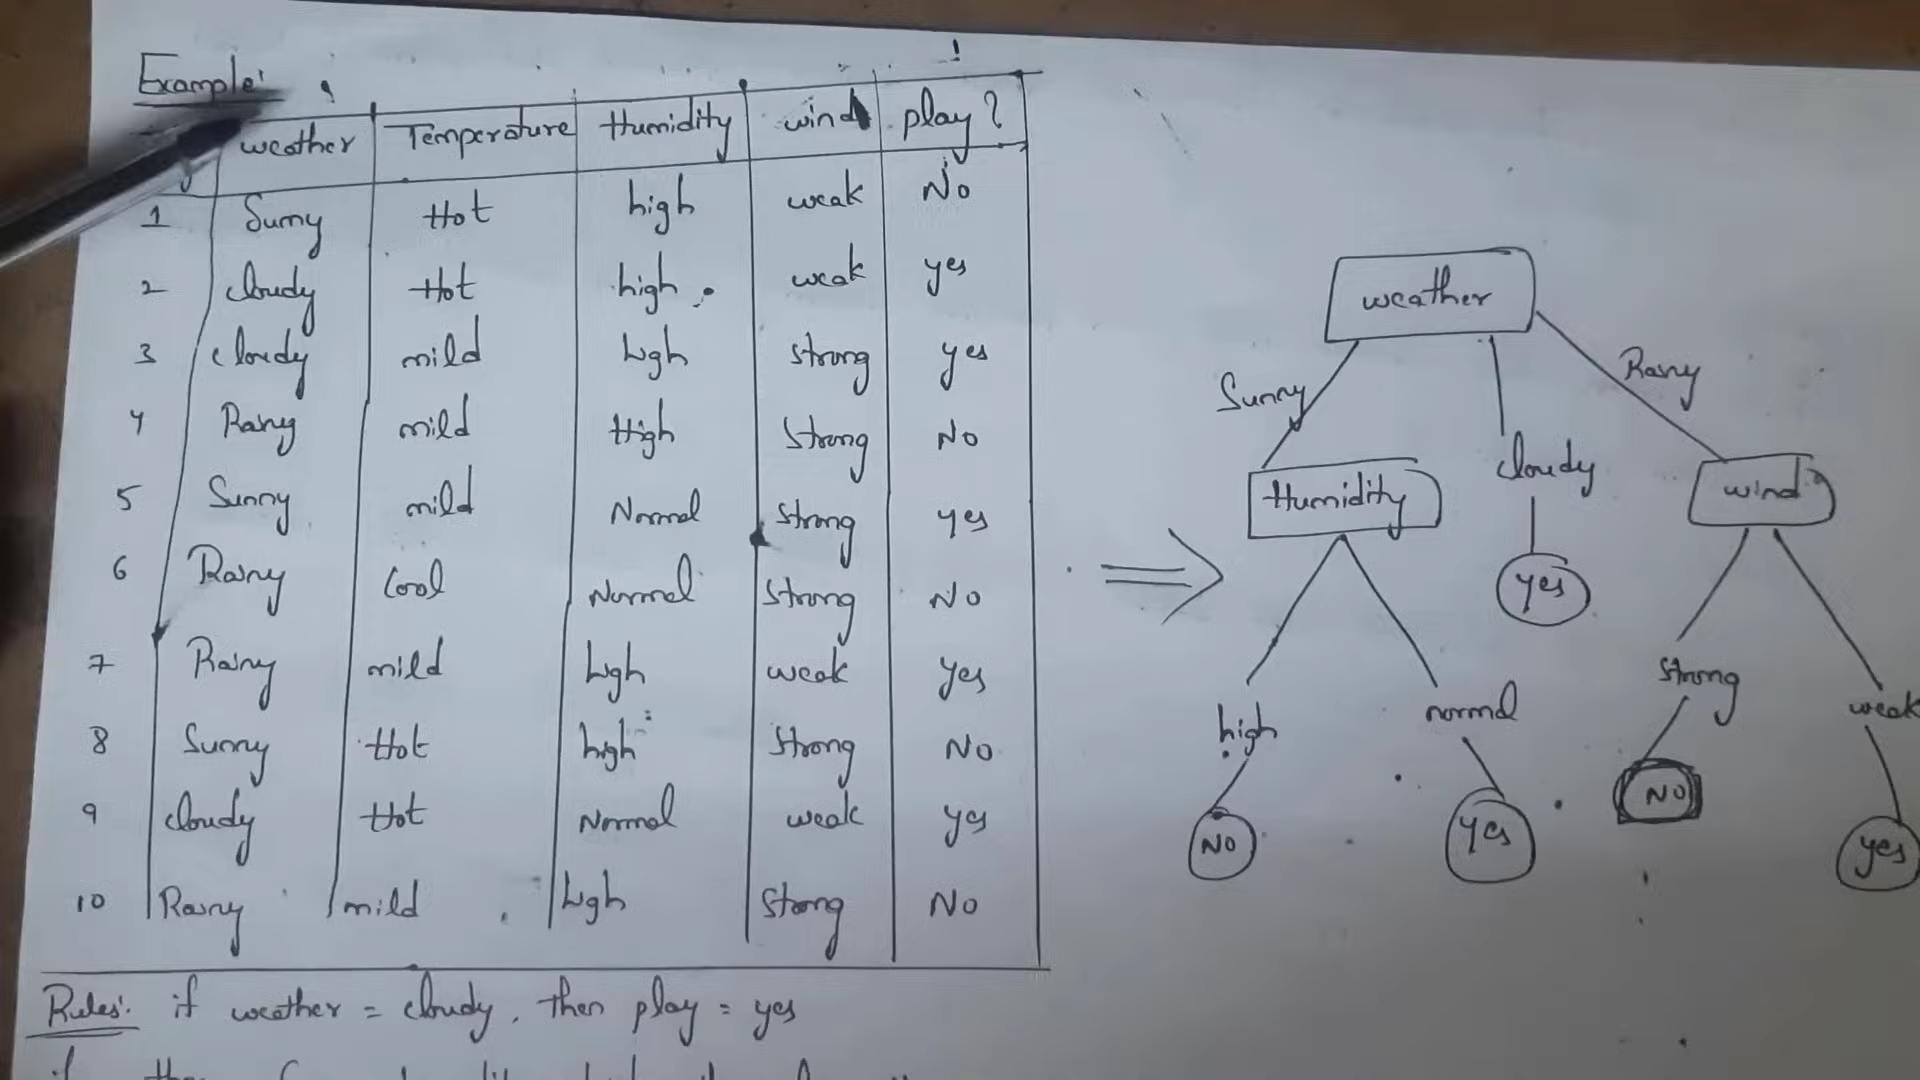 Example:
weather Temperature Humidity wind play?
1 Sunny Hot high weak No
2 cloudy Hot high weak yes
3 cloudy mild high strong yes
4 Rainy mild High Strong No
5 Sunny mild Normal Strong yes
6 Rainy Cool Normal Strong No
7 Rainy mild high weak yes
8 Sunny Hot high Strong No
9 cloudy Hot Normal weak yes
10 Rainy mild high Strong No
Rules: if weather = cloudy, then play = yes
weather
Sunny
cloudy
Rainy
Humidity
yes
wind
high
normal
strong
weak
No
yes
NO
yes